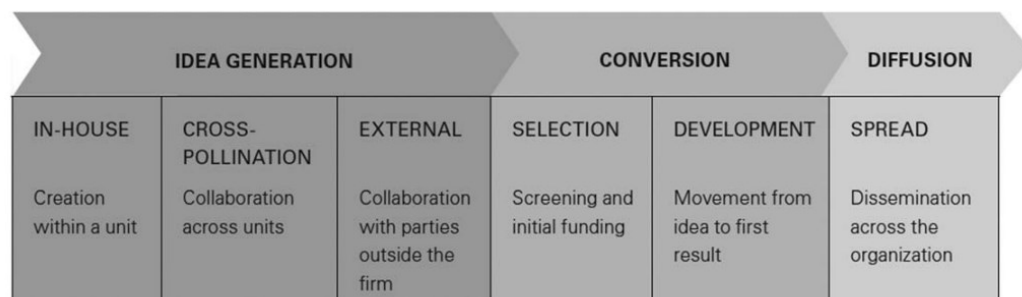 IDEA GENERATION
CONVERSION
DIFFUSION
IN-HOUSE
Creation
within a unit
CROSS-
POLLINATION
Collaboration
across units
EXTERNAL
Collaboration
with parties
outside the
firm
SELECTION
Screening and
initial funding
DEVELOPMENT
Movement from
idea to first
result
SPREAD
Dissemination
across the
organization